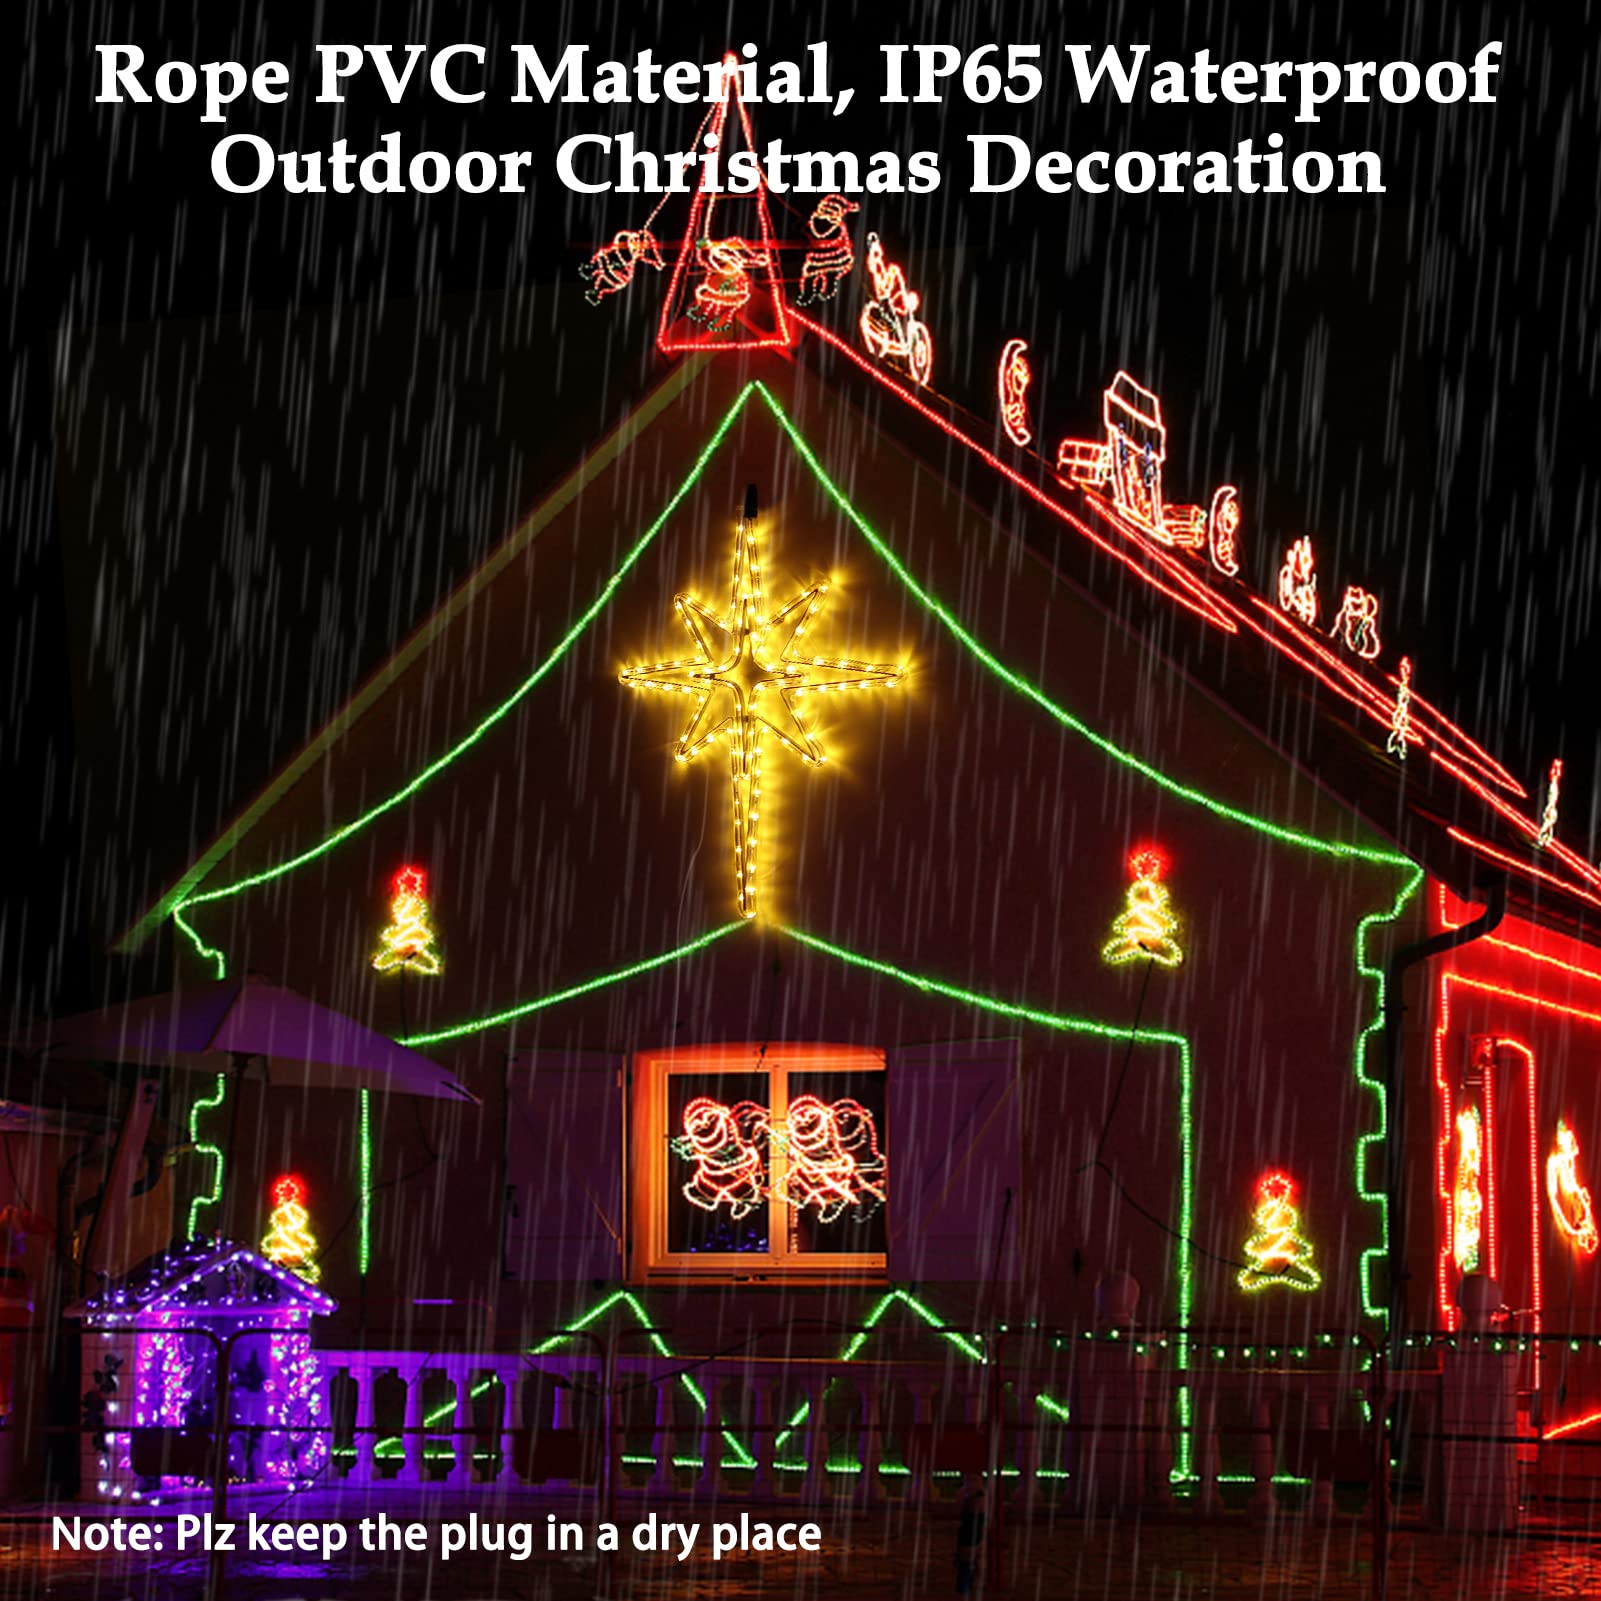 Rope PVC Material, IP65 Waterproof
Outdoor Christmas Decoration
Note: Plz keep the plug in a dry place